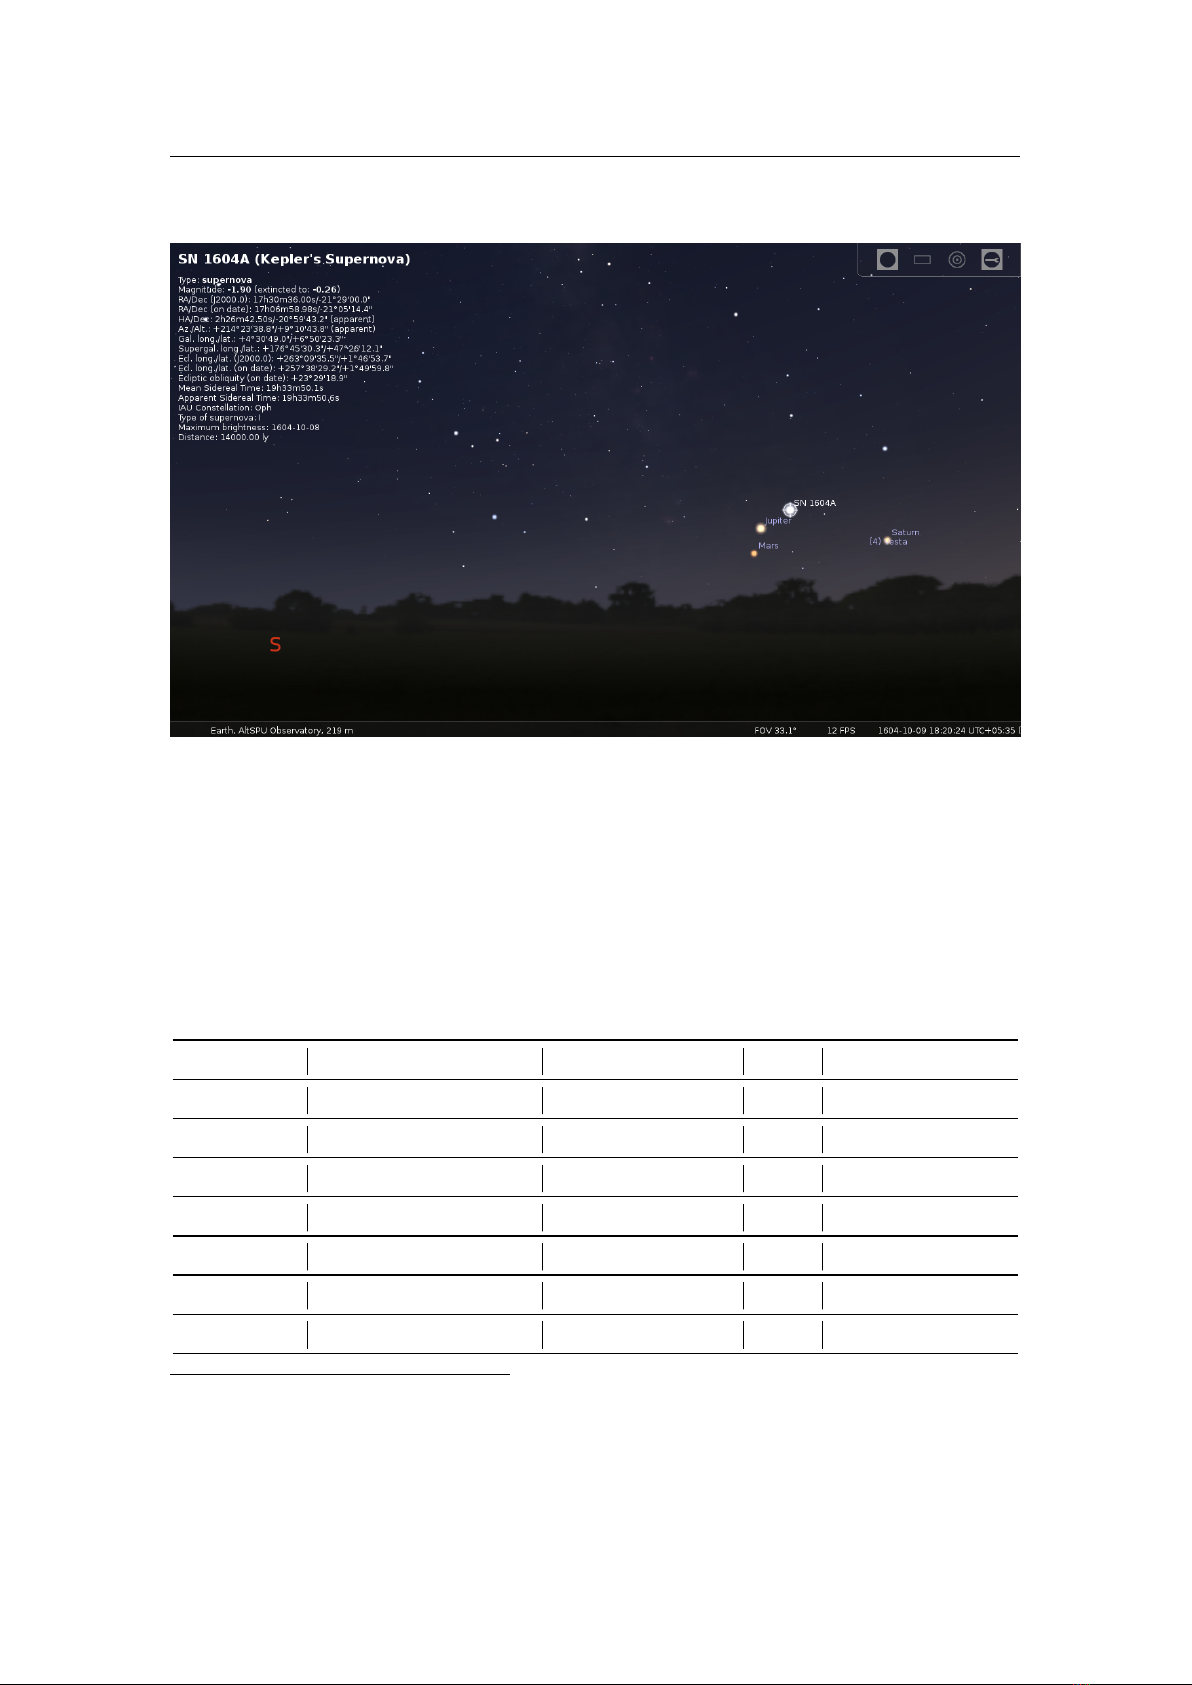 SN 1604A (Kepler's Supernova)
Type: supernova
Magnitude: -1.90 (extincted to: -0.26)
RA/Dec (J2000.0): 17h30m36.00s/-21°29'00.0"
RA/Dec (on date): 17h06m58.98s/-21°05'14.4"
HA/Dec: 2h26m42.50s/-20°59'43.2" (apparent)
Az./Alt.: +214°23'38.8"/+9°10'43.8" (apparent)
Gal. long./lat.: +4°30'49.0"/+6°50'23.3"
Supergal. long./lat.: +176°45'30.3"/+47°26'12.1"
Ecl. long./lat. (J2000.0): +263°09'35.5"/+1°46'53.7"
Ecl. long./lat. (on date): +257°38'29.2"/+1°49'59.8"
Ecliptic obliquity (on date): +23°29'18.9"
Mean Sidereal Time: 19h33m50.1s
Apparent Sidereal Time: 19h33m50.6s
IAU Constellation: Oph
Type of supernova: I
Maximum brightness: 1604-10-08
Distance: 14000.00 ly
SN 1604A
Jupiter
Saturn
(4) Vesta
Mars
S
Earth, AltSPU Observatory, 219 m FOV 33.1° 12 FPS 1604-10-09 18:20:24 UTC+05:35